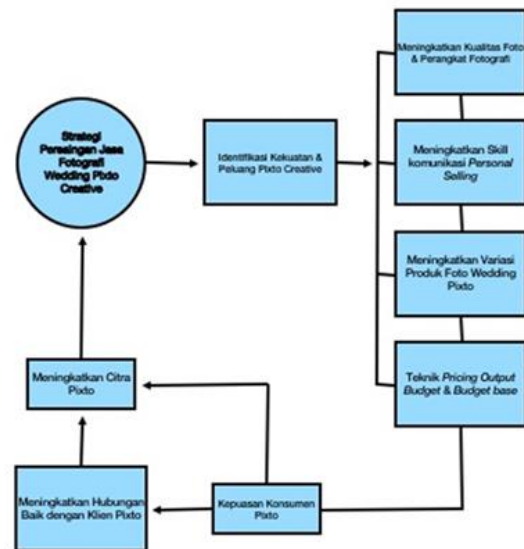 Strategi
Persaingan Jasa
Fotografi
Wedding Pixto
Creative
Identifikasi Kekuatan &
Peluang Pixto Creative
Meningkatkan Kualitas Foto
& Perangkat Fotografi
Meningkatkan Skill
komunikasi Personal
Selling
Meningkatkan Variasi
Produk Foto Wedding
Pixto
Teknik Pricing Output
Budget & Budget base
Kepuasan Konsumen
Pixto
Meningkatkan Hubungan
Baik dengan Klien Pixto
Meningkatkan Citra
Pixto